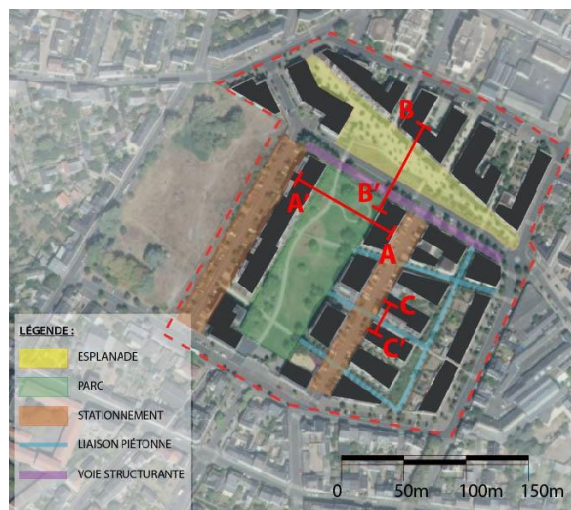 B
B'
A'
A
C
C'
LÉGENDE :
ESPLANADE
PARC
STATIONNEMENT
LIAISON PIÉTONNE
VOIE STRUCTURANTE
0 50m 100m 150m